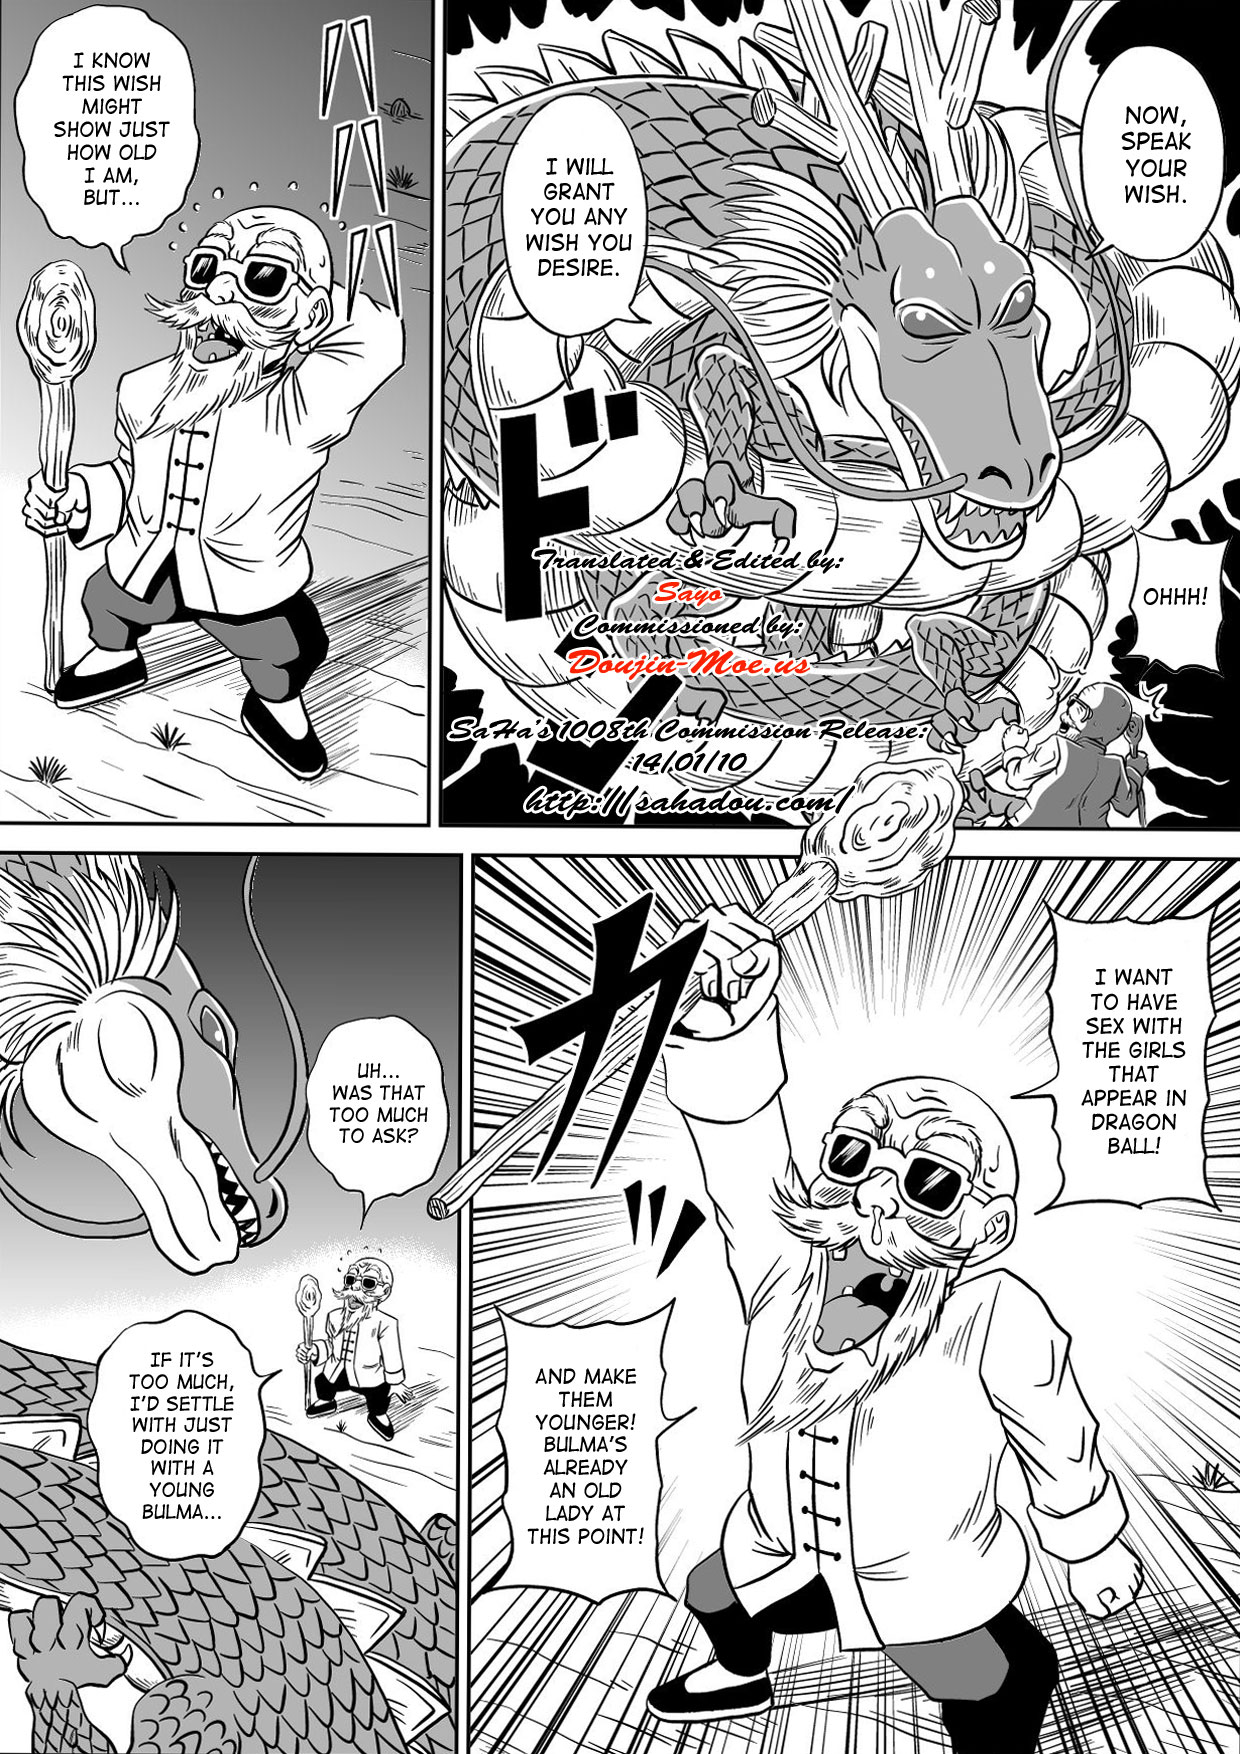 NOW,
SPEAK
YOUR
WISH.
I WILL
GRANT
YOU ANY
WISH YOU
DESIRE.
ド
ン
OHHH!
Translated & Edited by:
Sayo
Commissioned by:
Doujin-Moe.us
SaHa's 1008th Commission Release:
14/01/10
http://sahadou.com/
I KNOW
THIS WISH
MIGHT
SHOW JUST
HOW OLD
I AM,
BUT...
ハ
ハ
ハ
I WANT
TO HAVE
SEX WITH
THE GIRLS
THAT
APPEAR IN
DRAGON
BALL!
カ
AND MAKE
THEM
YOUNGER!
BULMA'S
ALREADY
AN OLD
LADY AT
THIS POINT!
UH...
WAS THAT
TOO MUCH
TO ASK?
IF IT'S
TOO MUCH,
I'D SETTLE
WITH JUST
DOING IT
WITH A
YOUNG
BULMA...